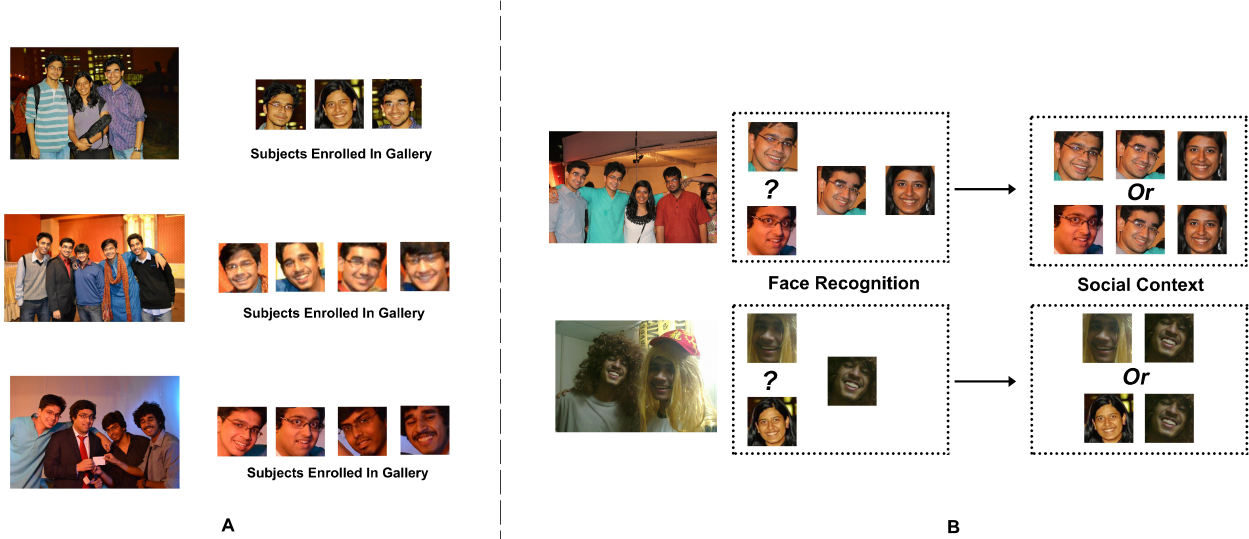 Subjects Enrolled In Gallery
Subjects Enrolled In Gallery
Subjects Enrolled In Gallery
A
?
Or
Face Recognition
Social Context
?
Or
B